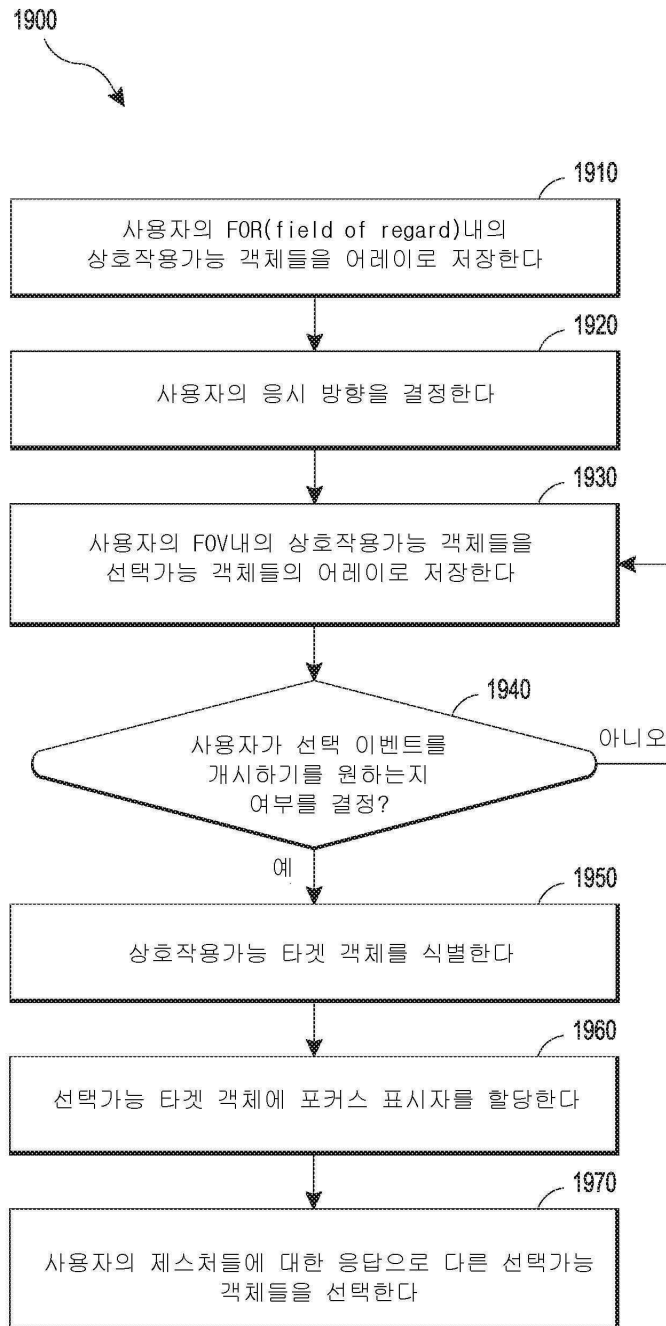 1900
1910
사용자의 FOR(field of regard)내의
상호작용가능 객체들을 어레이로 저장한다
1920
사용자의 응시 방향을 결정한다
1930
사용자의 FOV내의 상호작용가능 객체들을
선택가능 객체들의 어레이로 저장한다
1940
사용자가 선택 이벤트를
개시하기를 원하는지
여부를 결정?
아니오
예
1950
상호작용가능 타겟 객체를 식별한다
1960
선택가능 타겟 객체에 포커스 표시자를 할당한다
1970
사용자의 제스처들에 대한 응답으로 다른 선택가능
객체들을 선택한다